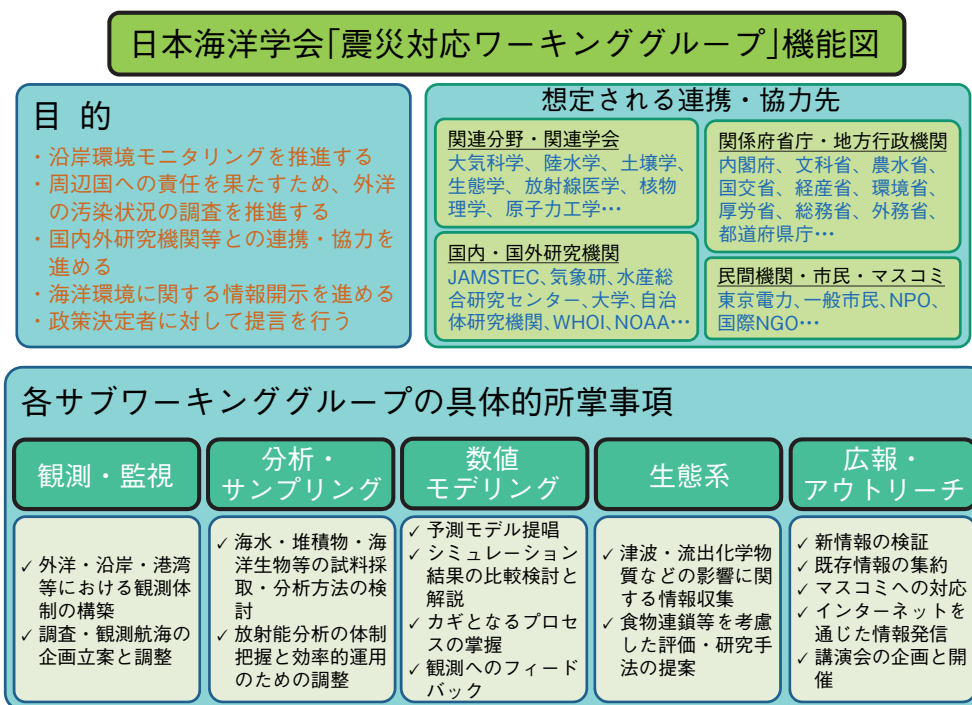 日本海洋学会「震災対応ワーキンググループ」機能図
目 的
・沿岸環境モニタリングを推進する
・周辺国への責任を果たすため、外洋
の汚染状況の調査を推進する
・国内外研究機関等との連携・協力を
進める
・海洋環境に関する情報開示を進める
・政策決定者に対して提言を行う
想定される連携・協力先
関連分野・関連学会
大気科学、陸水学、土壌学、
生態学、放射線医学、核物
理学、原子力工学…
国内・国外研究機関
JAMSTEC、気象研、水産総
合研究センター、大学、自治
体研究機関、WHOI、NOAA…
関係府省庁・地方行政機関
内閣府、文科省、農水省、
国交省、経産省、環境省、
厚労省、総務省、外務省、
都道府県庁…
民間機関・市民・マスコミ
東京電力、一般市民、NPO、
国際NGO…
各サブワーキンググループの具体的所掌事項
観測・監視
✓ 外洋・沿岸・港湾
等における観測体
制の構築
✓ 調査・観測航海の
企画立案と調整
分析・
サンプリング
✓ 海水・堆積物・海
洋生物等の試料採
取・分析方法の検
討
✓ 放射能分析の体制
把握と効率的運用
のための調整
数値
モデリング
✓ 予測モデル提唱
✓ シミュレーション
結果の比較検討と
解説
✓ カギとなるプロセ
スの掌握
✓ 観測へのフィード
バック
生態系
✓ 津波・流出化学物
質などの影響に関
する情報収集
✓ 食物連鎖等を考慮
した評価・研究手
法の提案
広報・
アウトリーチ
✓ 新情報の検証
✓ 既存情報の集約
✓ マスコミへの対応
✓ インターネットを
通じた情報発信
✓ 講演会の企画と開
催